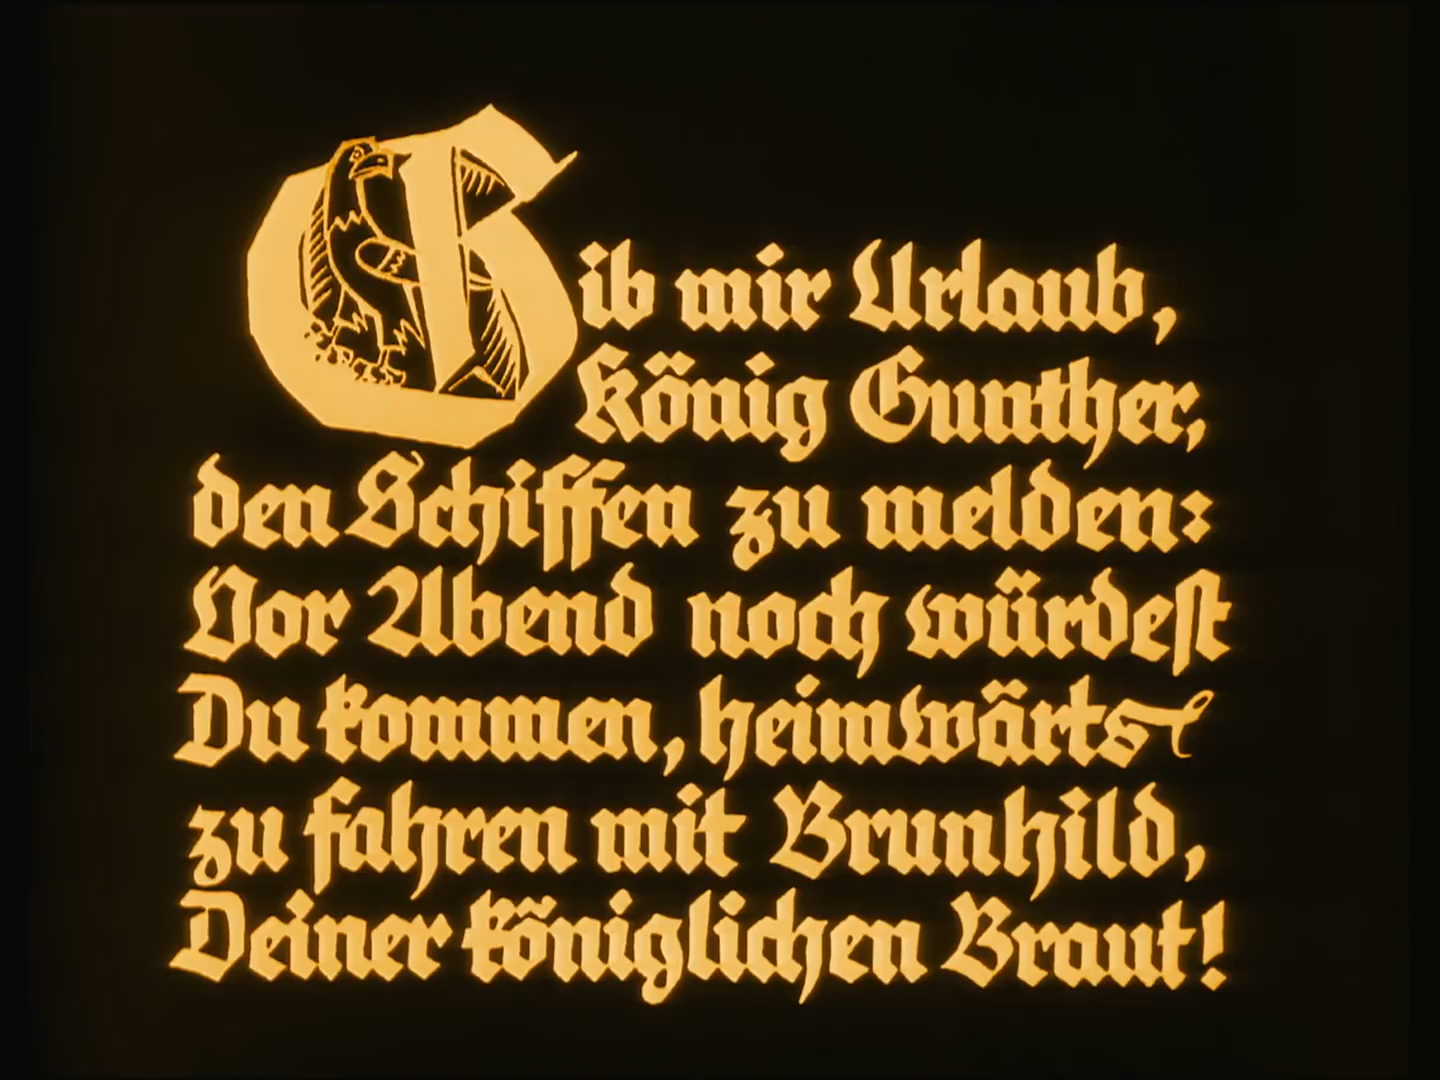 Gib mir Urlaub,
König Gunther,
den Schiffen zu melden:
Vor Abend noch würdest
Du kommen, heimwärts
zu fahren mit Brunhild,
Deiner königlichen Braut!